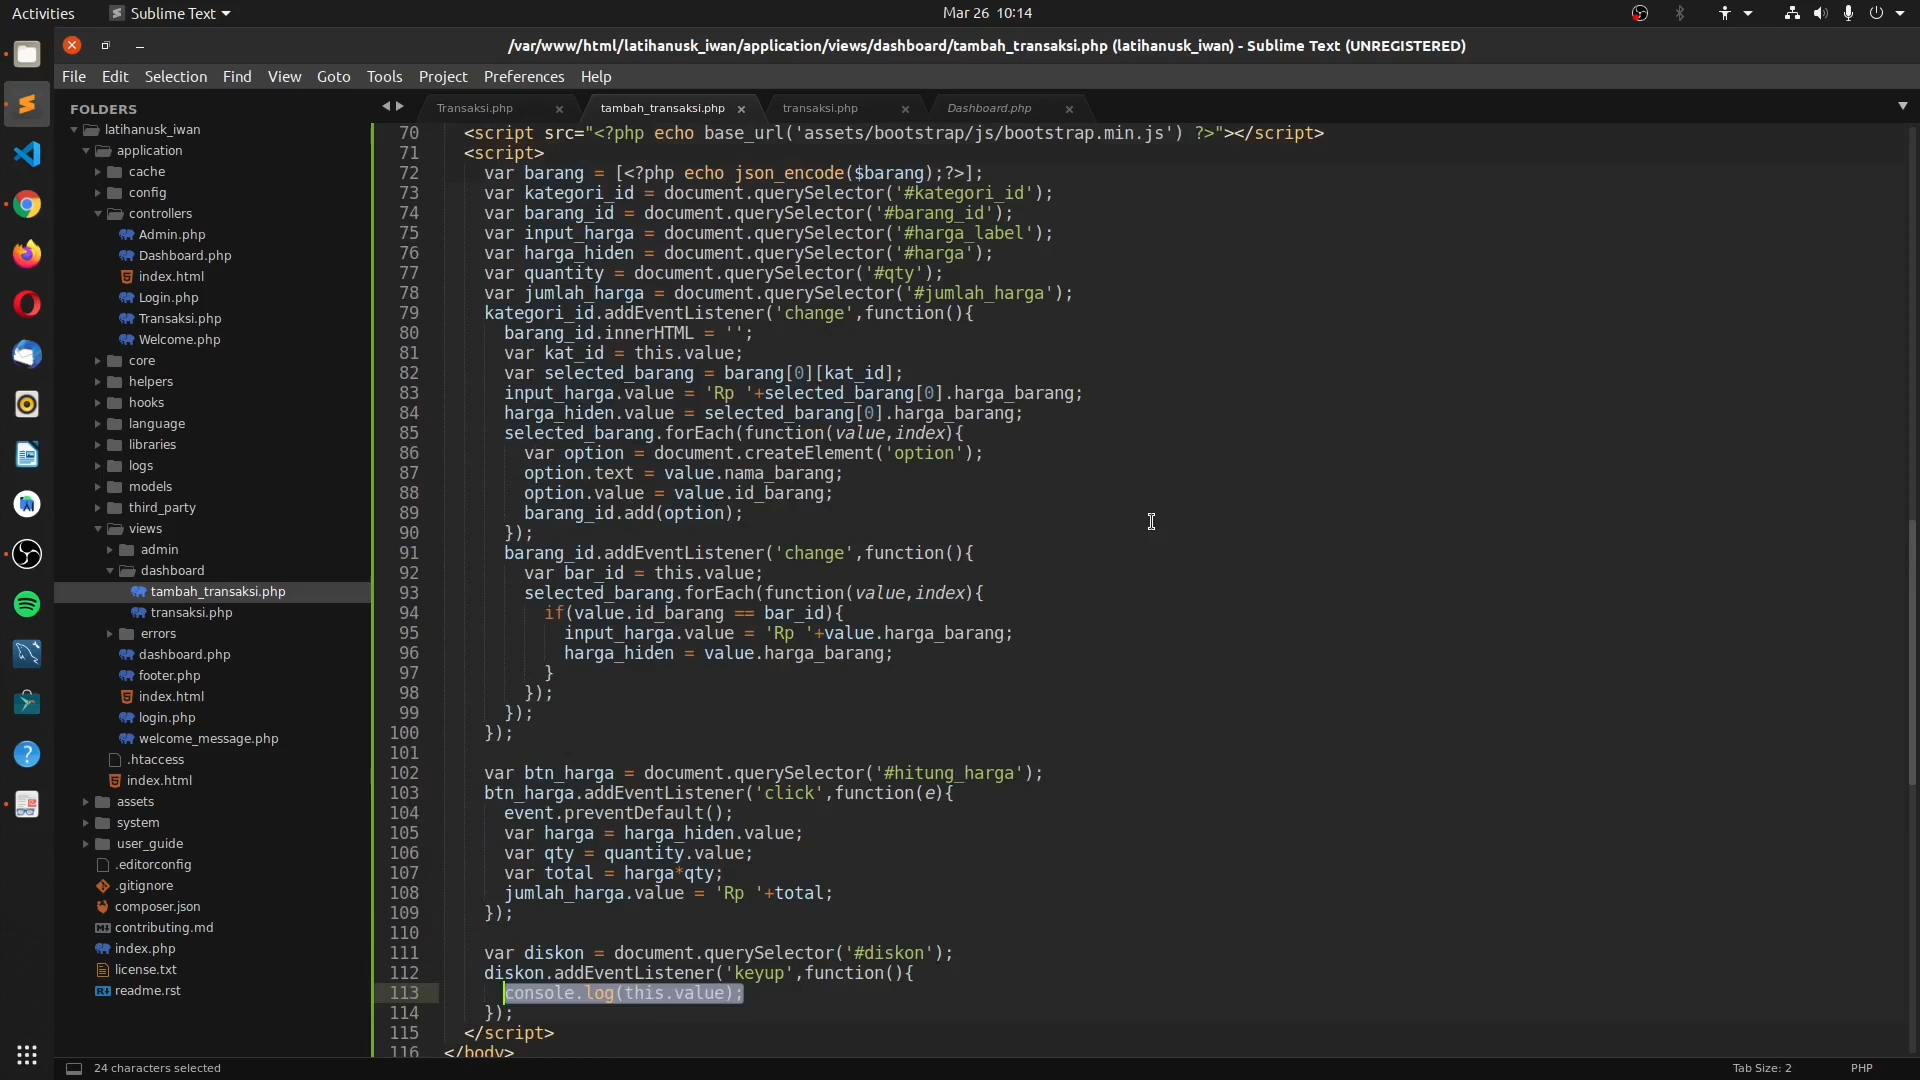 Activities
Sublime Text
Mar 26 10:14
/var/www/html/latihanusk_iwan/application/views/dashboard/tambah_transaksi.php (latihanusk_iwan) - Sublime Text (UNREGISTERED)
File Edit Selection Find View Goto Tools Project Preferences Help
FOLDERS
latihanusk_iwan
application
cache
config
controllers
Admin.php
Dashboard.php
index.html
Login.php
Transaksi.php
Welcome.php
core
helpers
hooks
language
libraries
logs
models
third_party
views
admin
dashboard
tambah_transaksi.php
transaksi.php
errors
dashboard.php
footer.php
index.html
login.php
welcome_message.php
.htaccess
index.html
assets
system
user_guide
.editorconfig
.gitignore
composer.json
contributing.md
index.php
license.txt
readme.rst
Transaksi.php tambah_transaksi.php transaksi.php Dashboard.php
70 <script src="<?php echo base_url('assets/bootstrap/js/bootstrap.min.js') ?>"></script>
71 <script>
72 var barang = [<?php echo json_encode($barang);?>];
73 var kategori_id = document.querySelector('#kategori_id');
74 var barang_id = document.querySelector('#barang_id');
75 var input_harga = document.querySelector('#harga_label');
76 var harga_hiden = document.querySelector('#harga');
77 var quantity = document.querySelector('#qty');
78 var jumlah_harga = document.querySelector('#jumlah_harga');
79 kategori_id.addEventListener('change',function(){
80 barang_id.innerHTML = '';
81 var kat_id = this.value;
82 var selected_barang = barang[0][kat_id];
83 input_harga.value = 'Rp '+selected_barang[0].harga_barang;
84 harga_hiden.value = selected_barang[0].harga_barang;
85 selected_barang.forEach(function(value,index){
86 var option = document.createElement('option');
87 option.text = value.nama_barang;
88 option.value = value.id_barang;
89 barang_id.add(option);
90 });
91 barang_id.addEventListener('change',function(){
92 var bar_id = this.value;
93 selected_barang.forEach(function(value,index){
94 if(value.id_barang == bar_id){
95 input_harga.value = 'Rp '+value.harga_barang;
96 harga_hiden = value.harga_barang;
97 }
98 });
99 });
100 });
101
102 var btn_harga = document.querySelector('#hitung_harga');
103 btn_harga.addEventListener('click',function(e){
104 event.preventDefault();
105 var harga = harga_hiden.value;
106 var qty = quantity.value;
107 var total = harga*qty;
108 jumlah_harga.value = 'Rp '+total;
109 });
110
111 var diskon = document.querySelector('#diskon');
112 diskon.addEventListener('keyup',function(){
113 console.log(this.value);
114 });
115 </script>
116 </body>
24 characters selected
Tab Size: 2
PHP